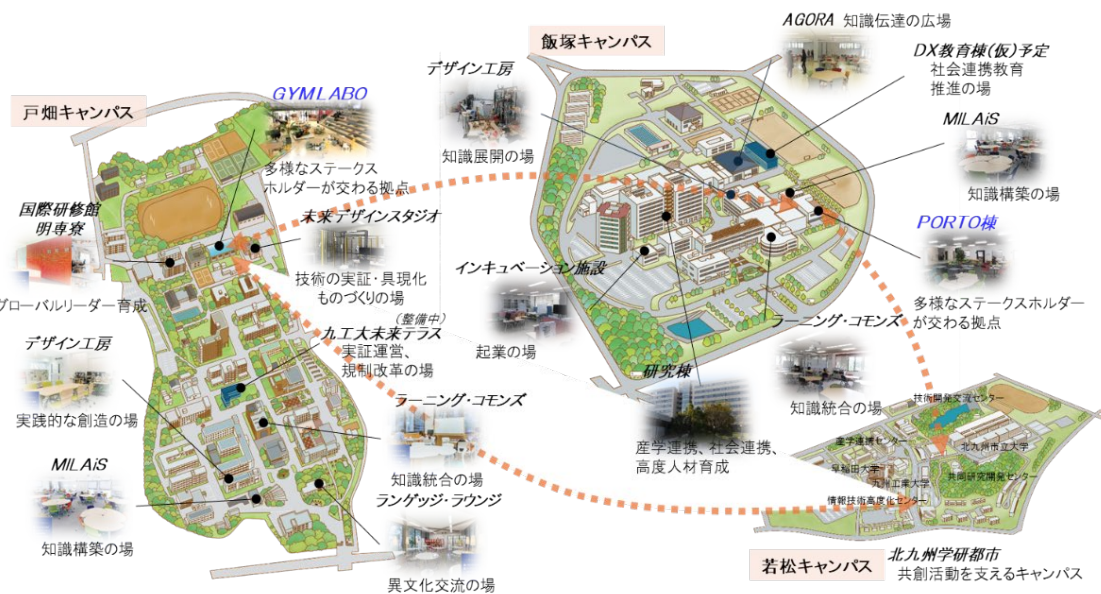 戸畑キャンパス
GYMLABO
多様なステークス
ホルダーが交わる拠点
国際研修館
明専寮
グローバルリーダー育成
未来デザインスタジオ
技術の実証・具現化
ものづくりの場
(整備中)
九工大未来テラス
実証運営、
規制改革の場
デザイン工房
実践的な創造の場
ラーニング・コモンズ
知識統合の場
MILAiS
知識構築の場
ランゲッジ・ラウンジ
異文化交流の場
飯塚キャンパス
AGORA 知識伝達の広場
デザイン工房
知識展開の場
DX教育棟(仮)予定
社会連携教育
推進の場
MILAiS
知識構築の場
PORTO棟
多様なステークスホルダー
が交わる拠点
インキュベーション施設
起業の場
ラーニング・コモンズ
知識統合の場
研究棟
産学連携、社会連携、
高度人材育成
技術開発交流センター
産学連携センター
北九州市立大学
早稲田大学
共同研究開発センター
九州工業大学
情報技術高度化センター
若松キャンパス
北九州学研都市
共創活動を支えるキャンパス